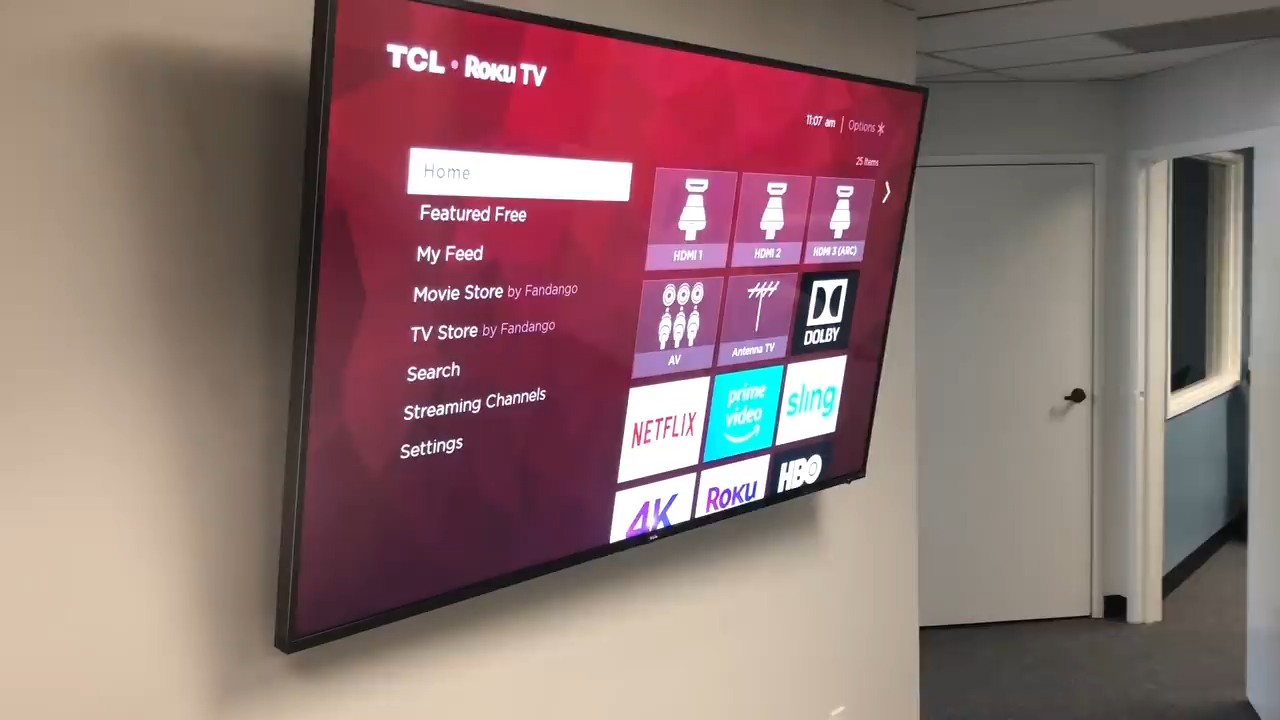 TCL • Roku TV
11:07 am | Options
25 Items
Home
Featured Free
My Feed
Movie Store by Fandango
TV Store by Fandango
Search
Streaming Channels
Settings
HDMI 1
HDMI 2
HDMI 3 (ARC)
AV
Antenna TV
DOLBY
NETFLIX
prime
video
sling
4K
Roku
HBO
TCL